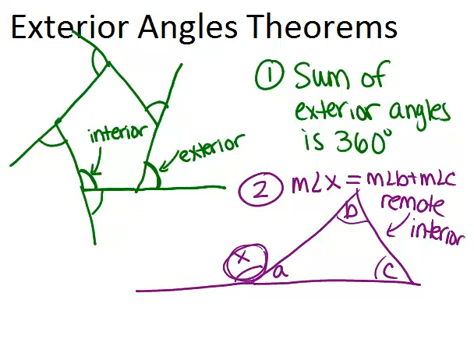 Exterior Angles Theorems
① Sum of
exterior angles
is 360°
interior
exterior
② m∠x = m∠b+m∠c
remote
interior
b
x
a
c